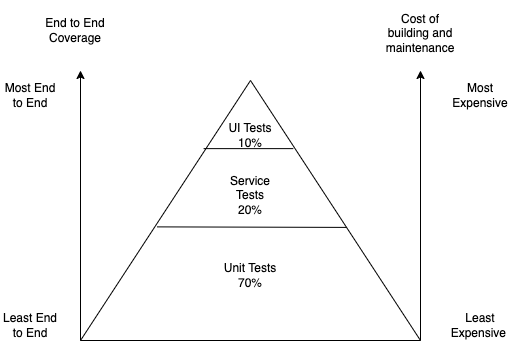 End to End
Coverage
Cost of
building and
maintenance
Most End
to End
Most
Expensive
UI Tests
10%
Service
Tests
20%
Unit Tests
70%
Least End
to End
Least
Expensive